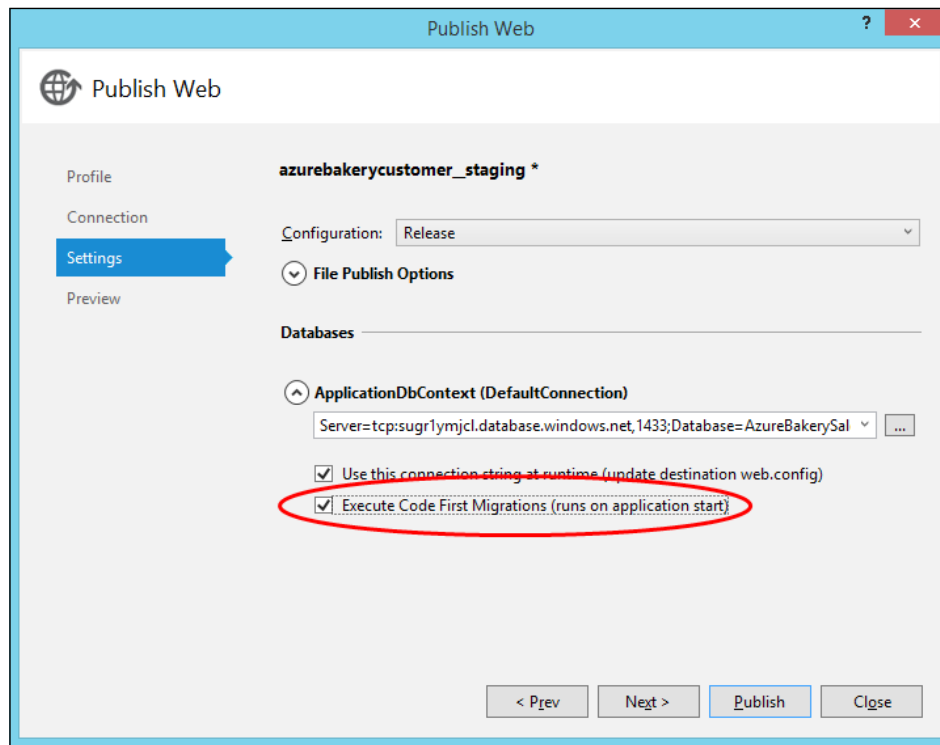 Publish Web
?
Publish Web
Profile
Connection
Settings
Preview
azurebakerycustomer__staging *
Configuration: Release
File Publish Options
Databases
ApplicationDbContext (DefaultConnection)
Server=tcp:sugr1ymjcl.database.windows.net,1433;Database=AzureBakerySal
...
Use this connection string at runtime (update destination web.config)
Execute Code First Migrations (runs on application start)
< Prev Next > Publish Close